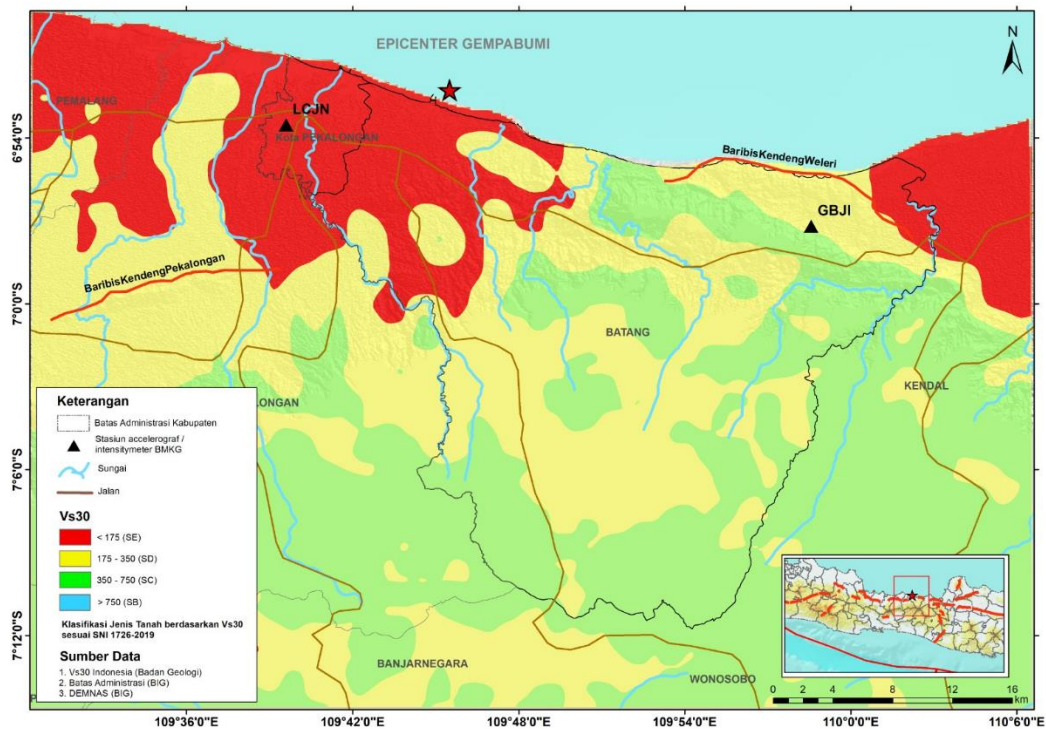 EPICENTER GEMPABUMI
N
PEMALANG
LCJN
Kota PEKALONGAN
BaribisKendengWeleri
GBJI
BaribisKendengPekalongan
BATANG
KENDAL
LONGAN
BANJARNEGARA
WONOSOBO
6°54'0"S
7°0'0"S
7°6'0"S
7°12'0"S
Keterangan
Batas Administrasi Kabupaten
Stasiun accelerograf /
intensitymeter BMKG
Sungai
Jalan
Vs30
< 175 (SE)
175 - 350 (SD)
350 - 750 (SC)
> 750 (SB)
Klasifikasi Jenis Tanah berdasarkan Vs30
sesuai SNI 1726-2019
Sumber Data
1. Vs30 Indonesia (Badan Geologi)
2. Batas Administrasi (BIG)
3. DEMNAS (BIG)
P
0 2 4 8 12 16
km
109°36'0"E 109°42'0"E 109°48'0"E 109°54'0"E 110°0'0"E 110°6'0"E